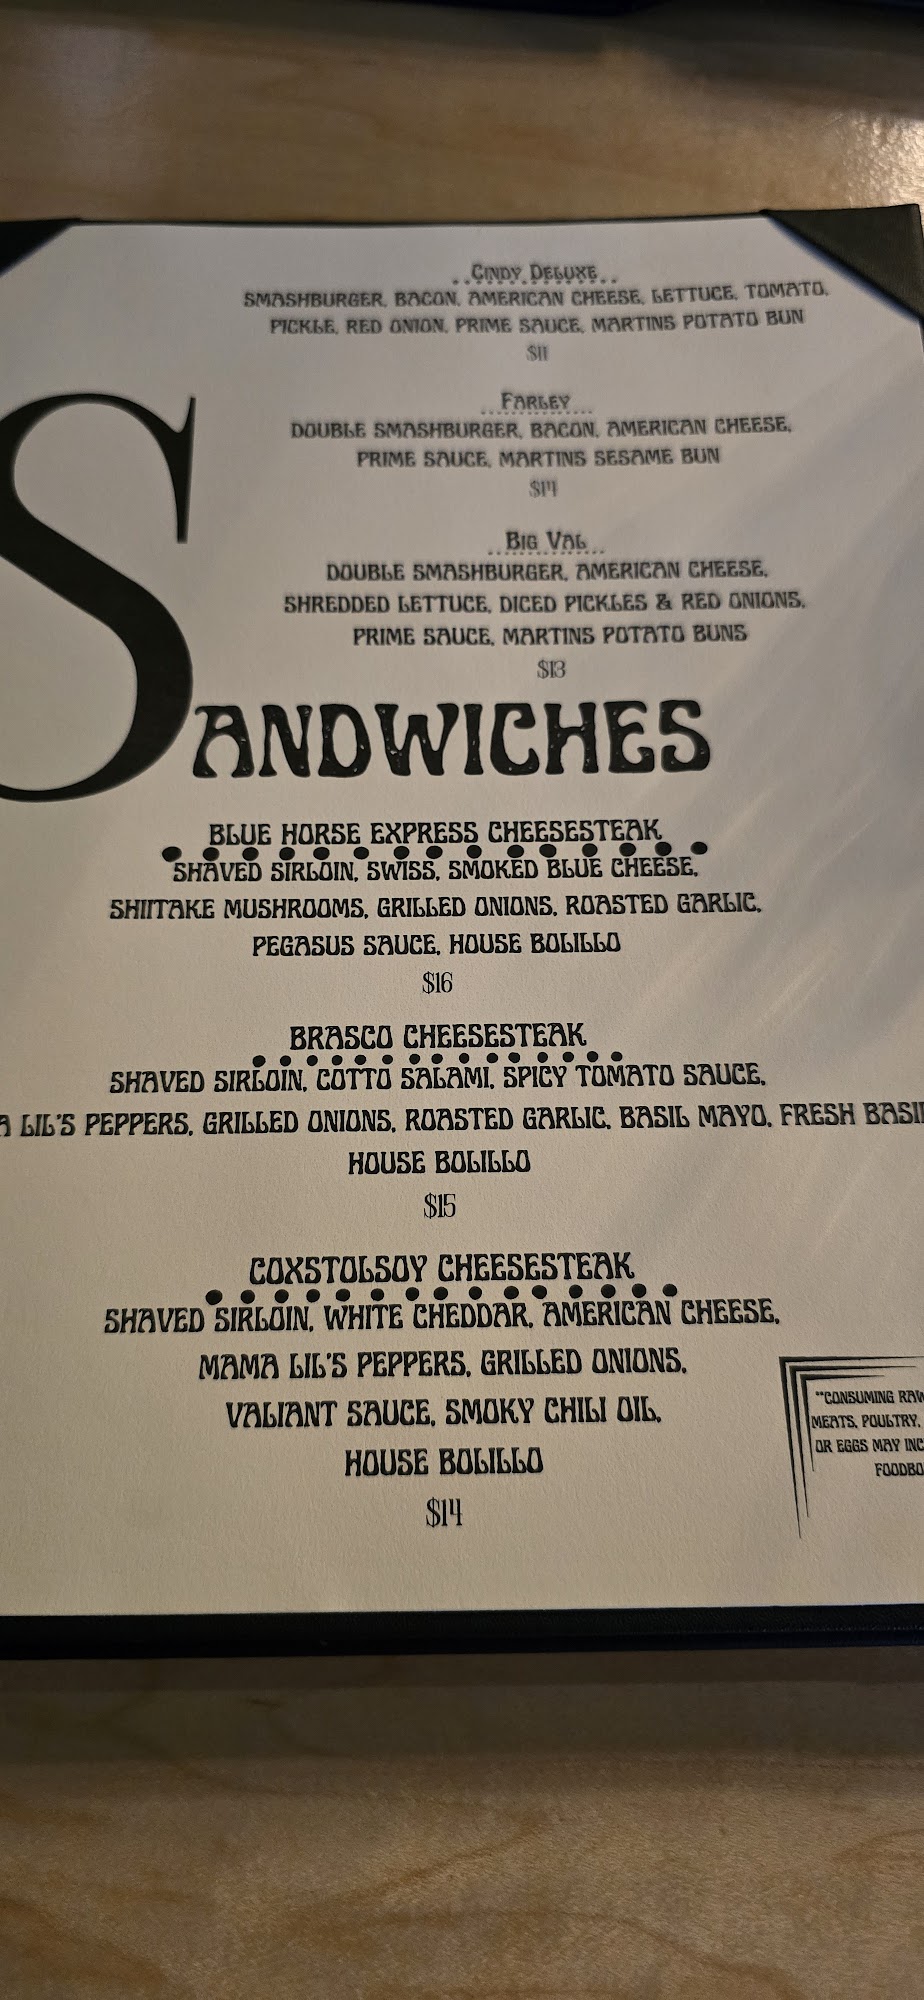 Cindy Deluxe
SMASHBURGER, BACON, AMERICAN CHEESE, LETTUCE, TOMATO,
PICKLE, RED ONION, PRIME SAUCE, MARTINS POTATO BUN
$11
Farley
DOUBLE SMASHBURGER, BACON, AMERICAN CHEESE,
PRIME SAUCE, MARTINS SESAME BUN
$14
Big Val
DOUBLE SMASHBURGER, AMERICAN CHEESE,
SHREDDED LETTUCE, DICED PICKLES & RED ONIONS,
PRIME SAUCE, MARTINS POTATO BUNS
$13
SANDWICHES
BLUE HORSE EXPRESS CHEESESTEAK
SHAVED SIRLOIN, SWISS, SMOKED BLUE CHEESE,
SHIITAKE MUSHROOMS, GRILLED ONIONS, ROASTED GARLIC,
PEGASUS SAUCE, HOUSE BOLILLO
$16
BRASCO CHEESESTEAK
SHAVED SIRLOIN, COTTO SALAMI, SPICY TOMATO SAUCE,
A LIL'S PEPPERS, GRILLED ONIONS, ROASTED GARLIC, BASIL MAYO, FRESH BASI
HOUSE BOLILLO
$15
COXSTOLSOY CHEESESTEAK
SHAVED SIRLOIN, WHITE CHEDDAR, AMERICAN CHEESE,
MAMA LIL'S PEPPERS, GRILLED ONIONS,
VALIANT SAUCE, SMOKY CHILI OIL,
HOUSE BOLILLO
$14
"CONSUMING RAW
MEATS, POULTRY,
OR EGGS MAY INC
FOODBO